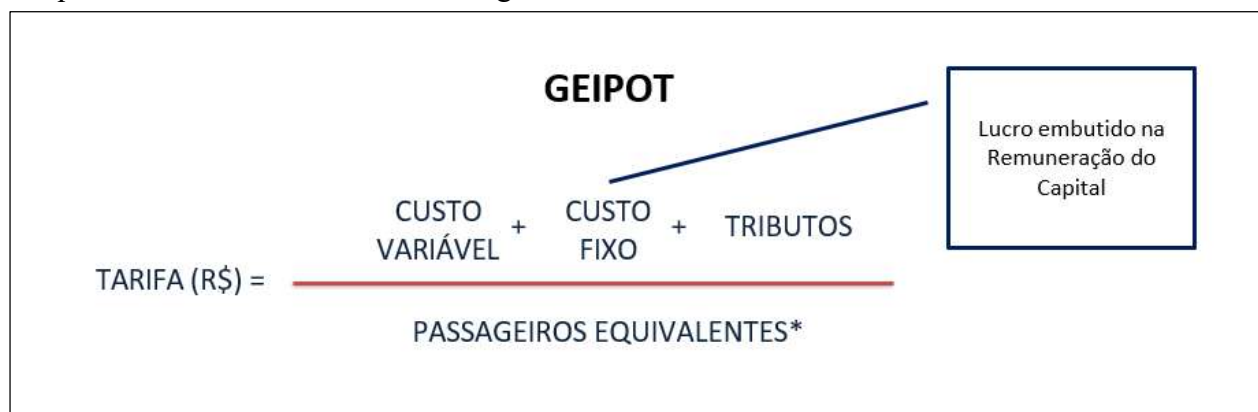 GEIPOT
Lucro embutido na
Remuneração do
Capital
CUSTO VARIÁVEL + CUSTO FIXO + TRIBUTOS
TARIFA (R$) =
PASSAGEIROS EQUIVALENTES*